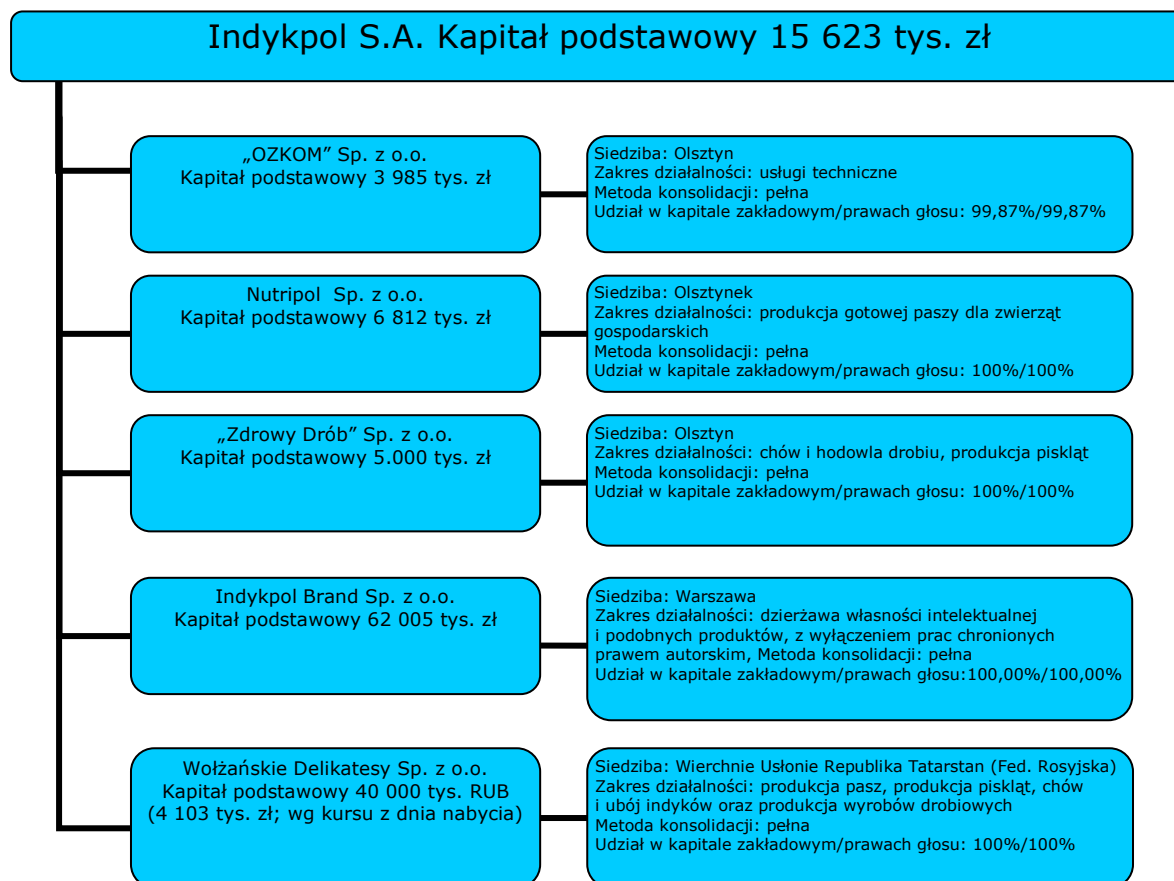 Indykpol S.A. Kapitał podstawowy 15 623 tys. zł
„OZKOM” Sp. z o.o.
Kapitał podstawowy 3 985 tys. zł
Siedziba: Olsztyn
Zakres działalności: usługi techniczne
Metoda konsolidacji: pełna
Udział w kapitale zakładowym/prawach głosu: 99,87%/99,87%
Nutripol Sp. z o.o.
Kapitał podstawowy 6 812 tys. zł
Siedziba: Olsztynek
Zakres działalności: produkcja gotowej paszy dla zwierząt
gospodarskich
Metoda konsolidacji: pełna
Udział w kapitale zakładowym/prawach głosu: 100%/100%
„Zdrowy Drób” Sp. z o.o.
Kapitał podstawowy 5.000 tys. zł
Siedziba: Olsztyn
Zakres działalności: chów i hodowla drobiu, produkcja piskląt
Metoda konsolidacji: pełna
Udział w kapitale zakładowym/prawach głosu: 100%/100%
Indykpol Brand Sp. z o.o.
Kapitał podstawowy 62 005 tys. zł
Siedziba: Warszawa
Zakres działalności: dzierżawa własności intelektualnej
i podobnych produktów, z wyłączeniem prac chronionych
prawem autorskim, Metoda konsolidacji: pełna
Udział w kapitale zakładowym/prawach głosu:100,00%/100,00%
Wołżańskie Delikatesy Sp. z o.o.
Kapitał podstawowy 40 000 tys. RUB
(4 103 tys. zł; wg kursu z dnia nabycia)
Siedziba: Wierchnie Usłonie Republika Tatarstan (Fed. Rosyjska)
Zakres działalności: produkcja pasz, produkcja piskląt, chów
i ubój indyków oraz produkcja wyrobów drobiowych
Metoda konsolidacji: pełna
Udział w kapitale zakładowym/prawach głosu: 100%/100%